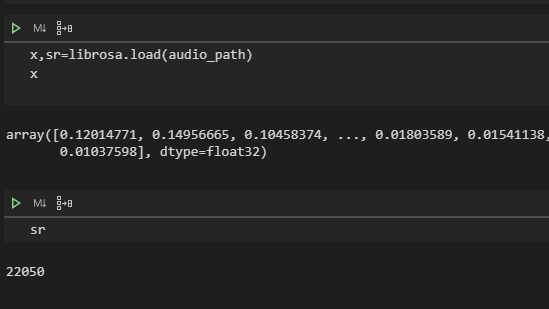 M↓
x,sr=librosa.load(audio_path)
x
array([0.12014771, 0.14956665, 0.10458374, ..., 0.01803589, 0.01541138,
0.01037598], dtype=float32)
M↓
sr
22050